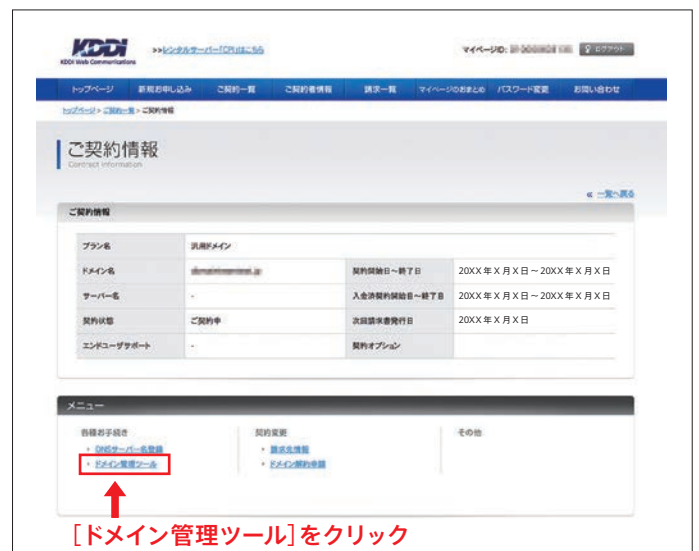 KDDI
KDDI Web Communications
>>レンタルサーバー「CPI」はこちら
マイページID:
ログアウト
トップページ 新規お申し込み ご契約一覧 ご契約者情報 請求一覧 マイページのおまとめ パスワード変更 お問い合わせ
トップページ > ご契約一覧 > ご契約情報
ご契約情報
Contract Information
« 一覧へ戻る
ご契約情報
プラン名 汎用ドメイン
ドメイン名 契約開始日～終了日 20XX年X月X日～20XX年X月X日
サーバー名 - 入金済契約開始日～終了日 20XX年X月X日～20XX年X月X日
契約状態 ご契約中 次回請求書発行日 20XX年X月X日
エンドユーザサポート - 契約オプション
メニュー
各種お手続き 契約変更 その他
・ DNSサーバー名登録 ・ 請求先情報
・ ドメイン管理ツール ・ ドメイン解約申請
［ドメイン管理ツール］をクリック